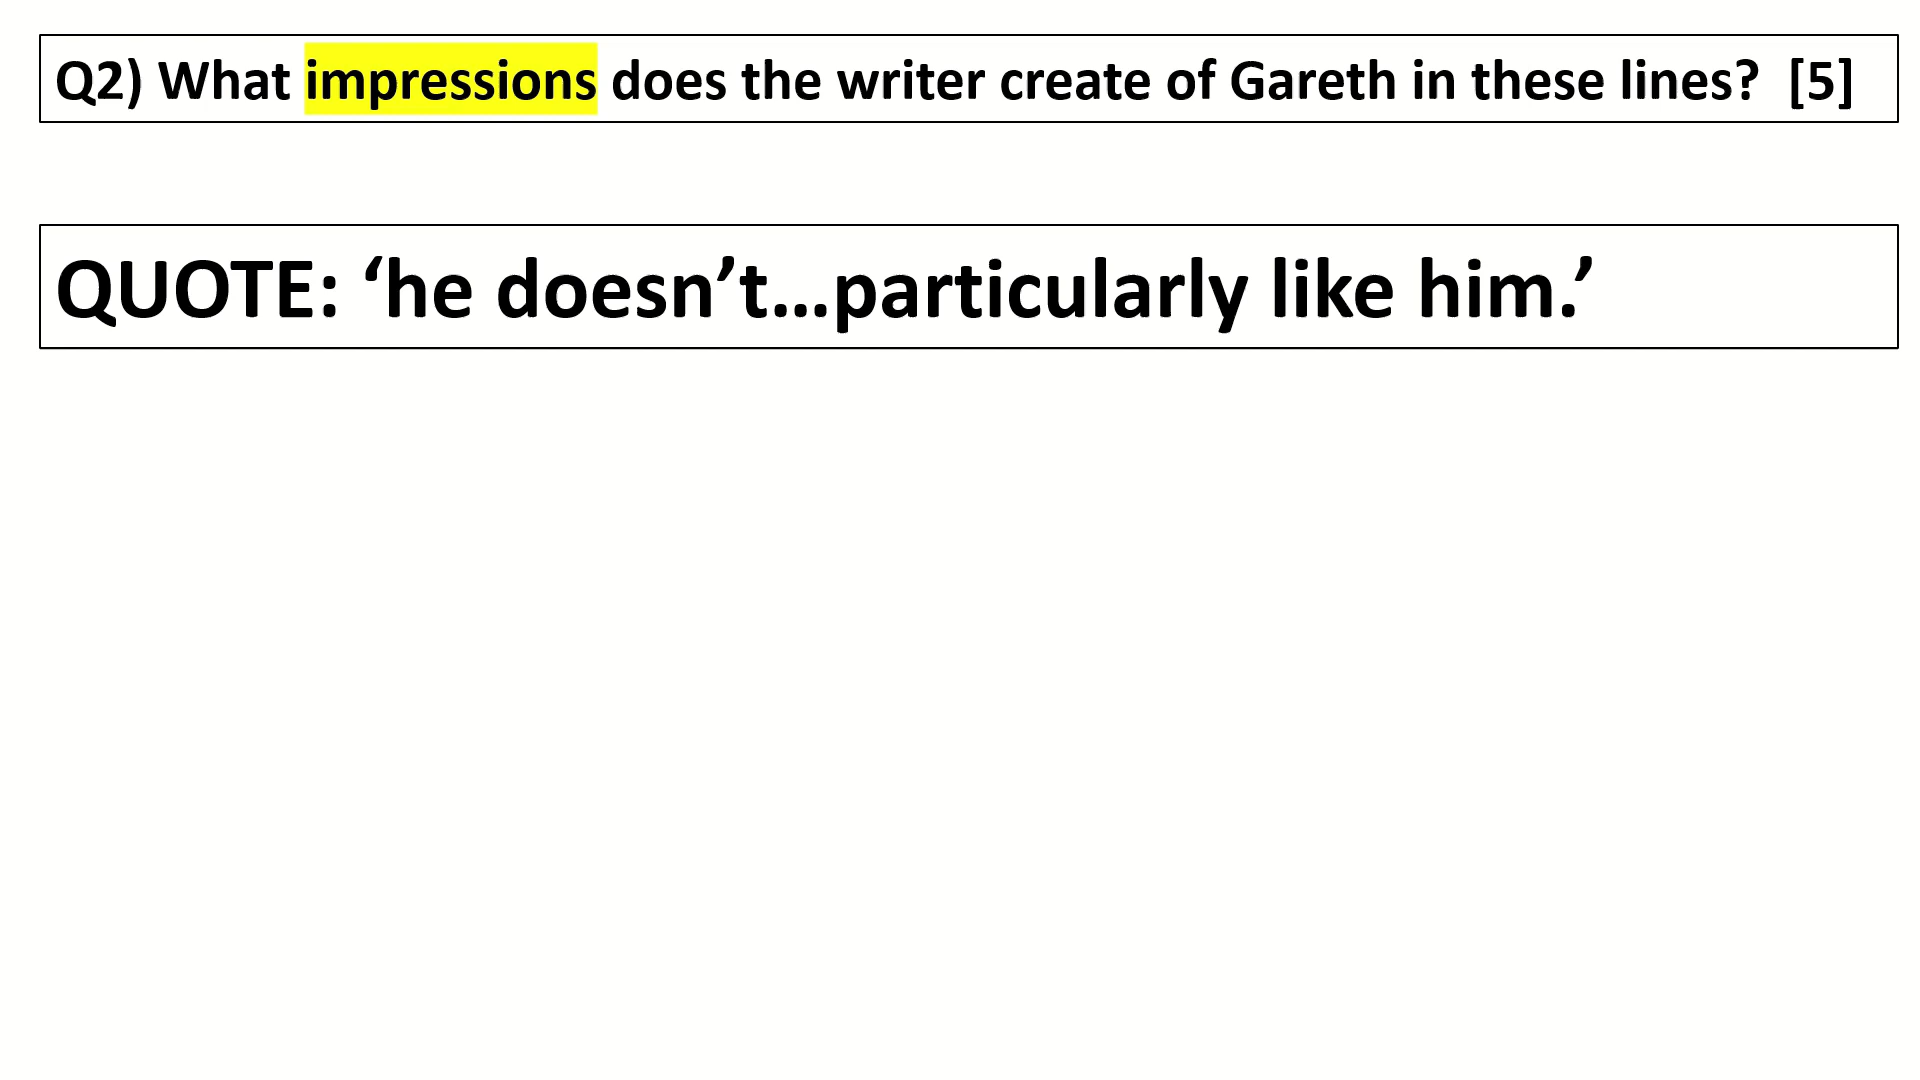 Q2) What impressions does the writer create of Gareth in these lines?  [5]
QUOTE: ‘he doesn’t…particularly like him.’